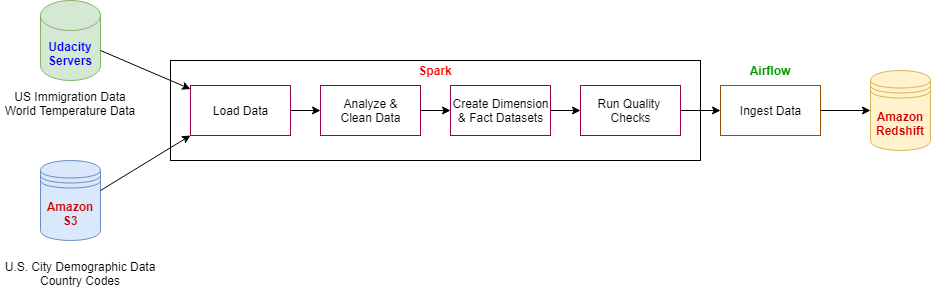 Udacity
Servers
US Immigration Data
World Temperature Data
Spark
Load Data
Analyze &
Clean Data
Create Dimension
& Fact Datasets
Run Quality
Checks
Airflow
Ingest Data
Amazon
Redshift
Amazon
S3
U.S. City Demographic Data
Country Codes